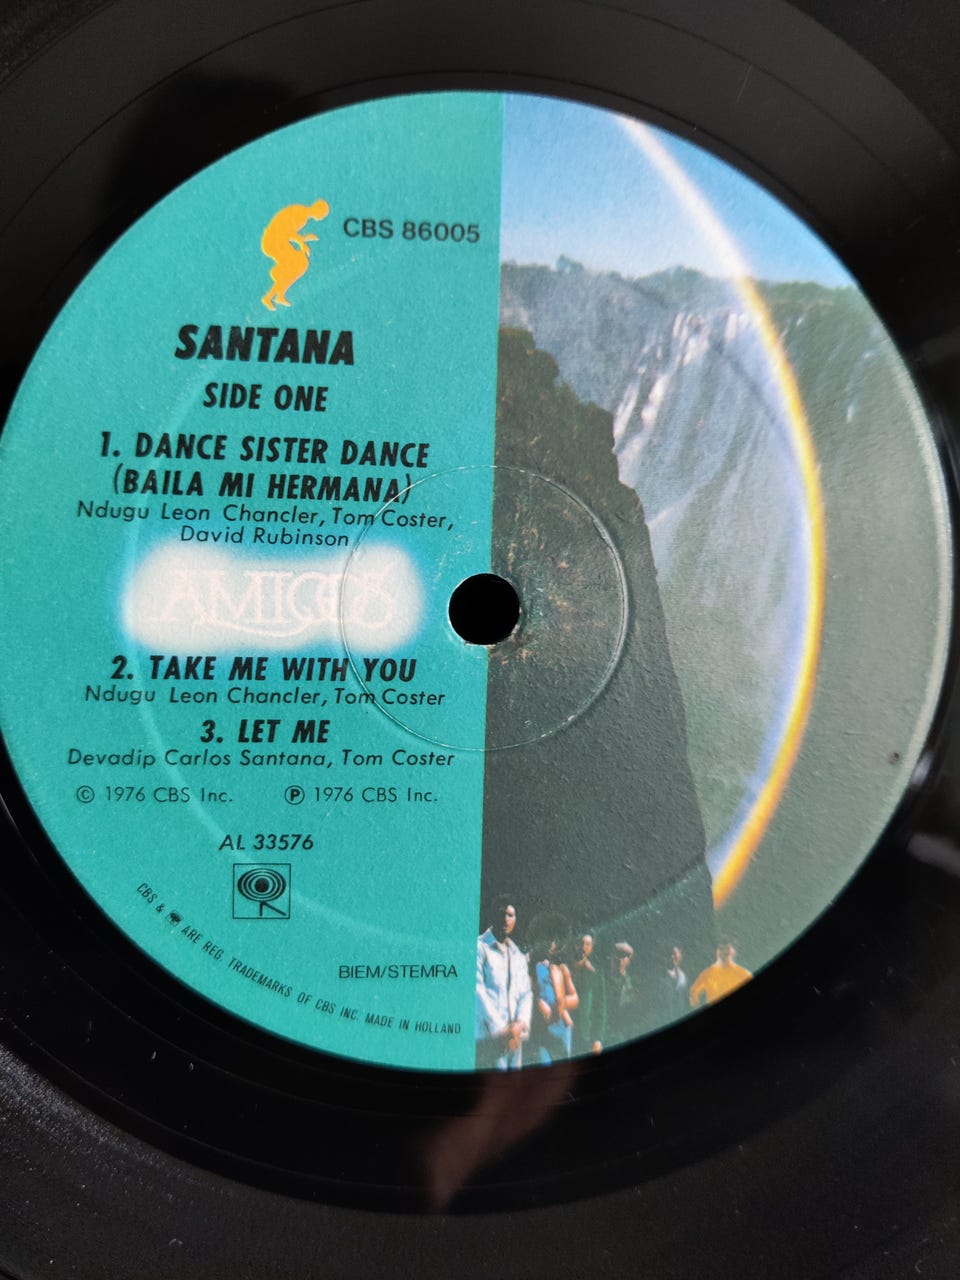 CBS 86005
SANTANA
SIDE ONE
1. DANCE SISTER DANCE
(BAILA MI HERMANA)
Ndugu Leon Chancler, Tom Coster,
David Rubinson
AMIGOS
2. TAKE ME WITH YOU
Ndugu Leon Chancler, Tom Coster
3. LET ME
Devadip Carlos Santana, Tom Coster
© 1976 CBS Inc. ℗ 1976 CBS Inc.
AL 33576
BIEM/STEMRA
CBS & ARE REG. TRADEMARKS OF CBS INC. MADE IN HOLLAND